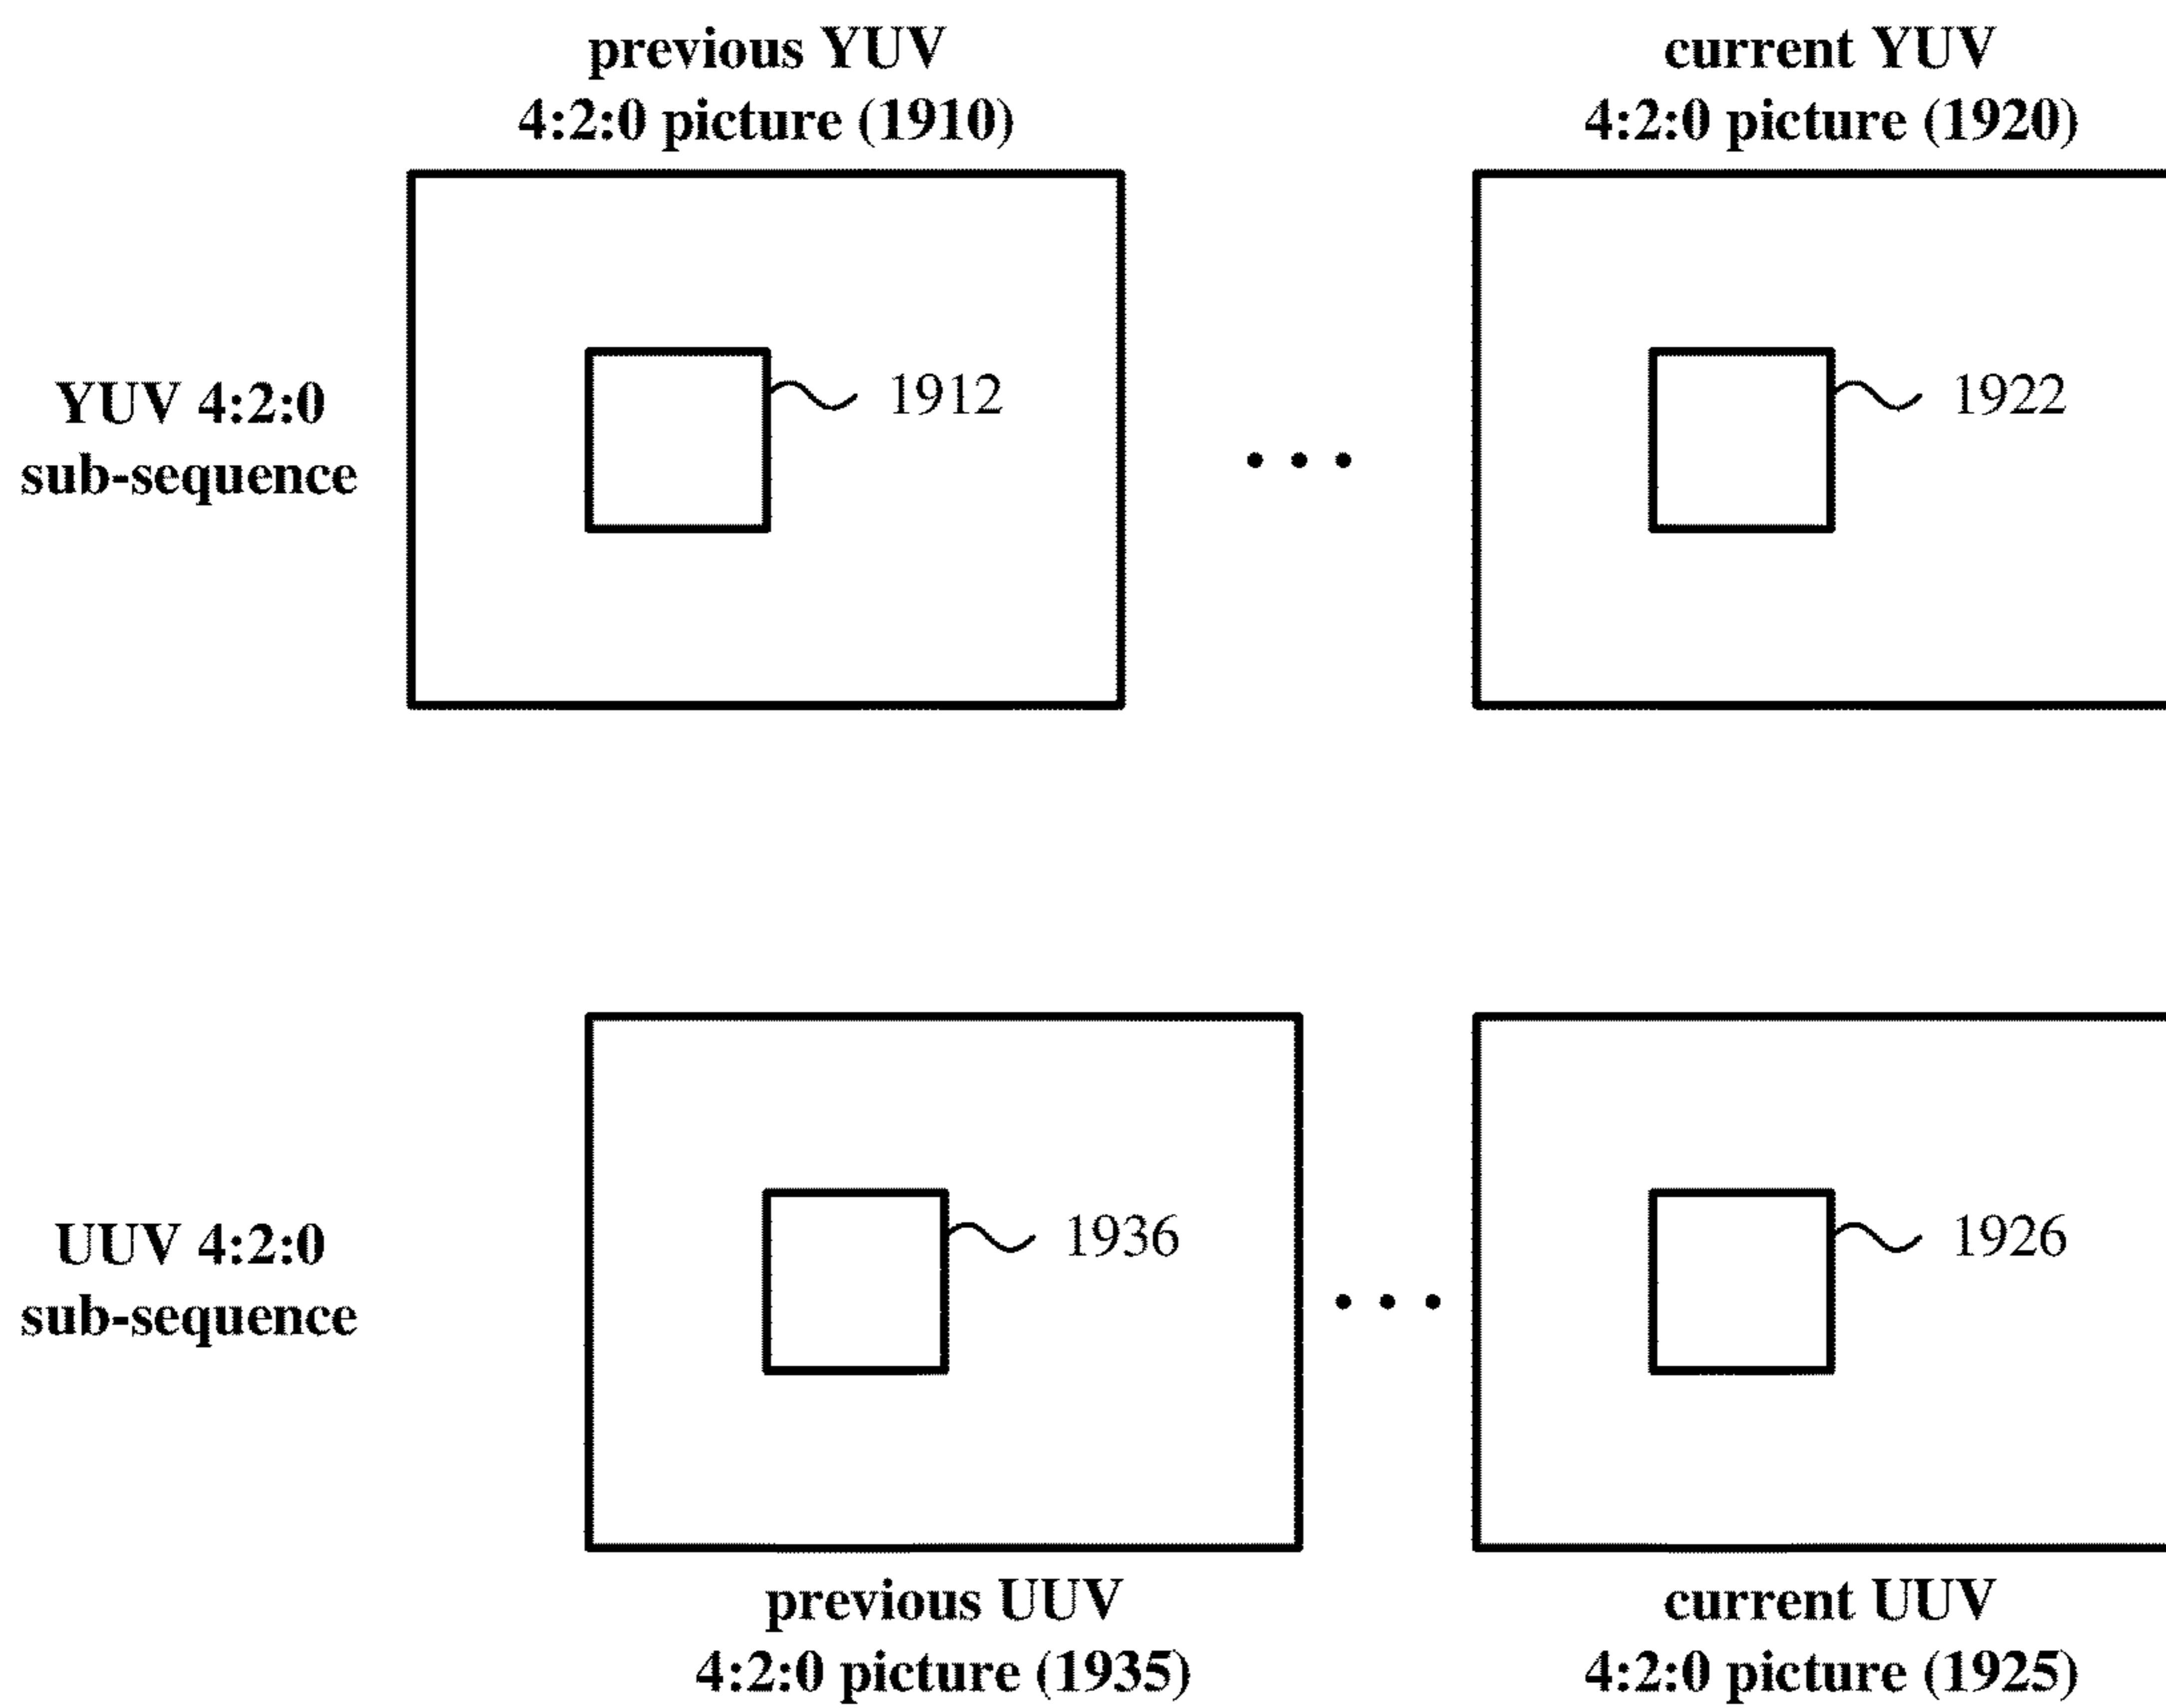 previous YUV
4:2:0 picture (1910)
current YUV
4:2:0 picture (1920)
YUV 4:2:0
sub-sequence
1912
1922
UUV 4:2:0
sub-sequence
1936
1926
previous UUV
4:2:0 picture (1935)
current UUV
4:2:0 picture (1925)